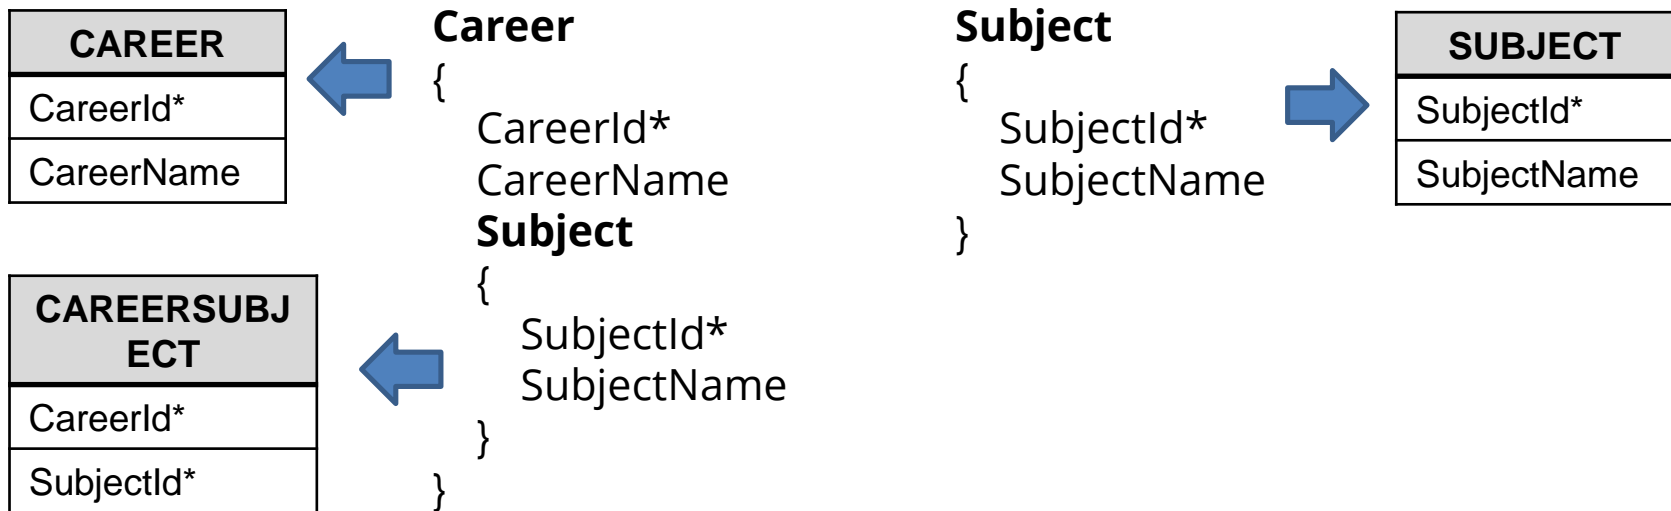 CAREER
CareerId*
CareerName
CAREERSUBJ
ECT
CareerId*
SubjectId*
Career
{
CareerId*
CareerName
Subject
{
SubjectId*
SubjectName
}
}
Subject
{
SubjectId*
SubjectName
}
SUBJECT
SubjectId*
SubjectName